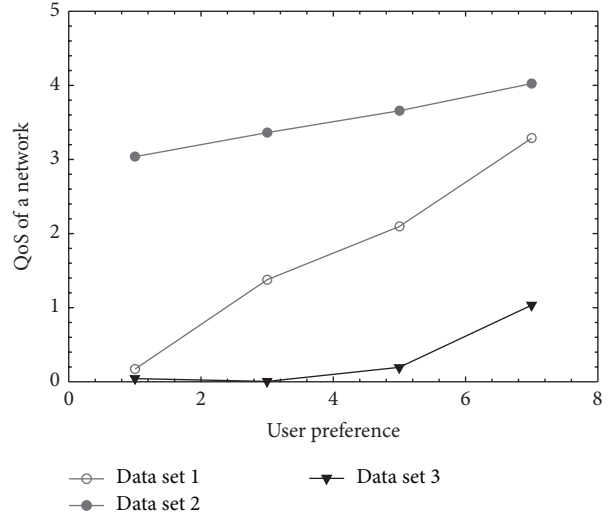 5
4
3
2
1
0
QoS of a network
0 2 4 6 8
User preference
Data set 1
Data set 2
Data set 3